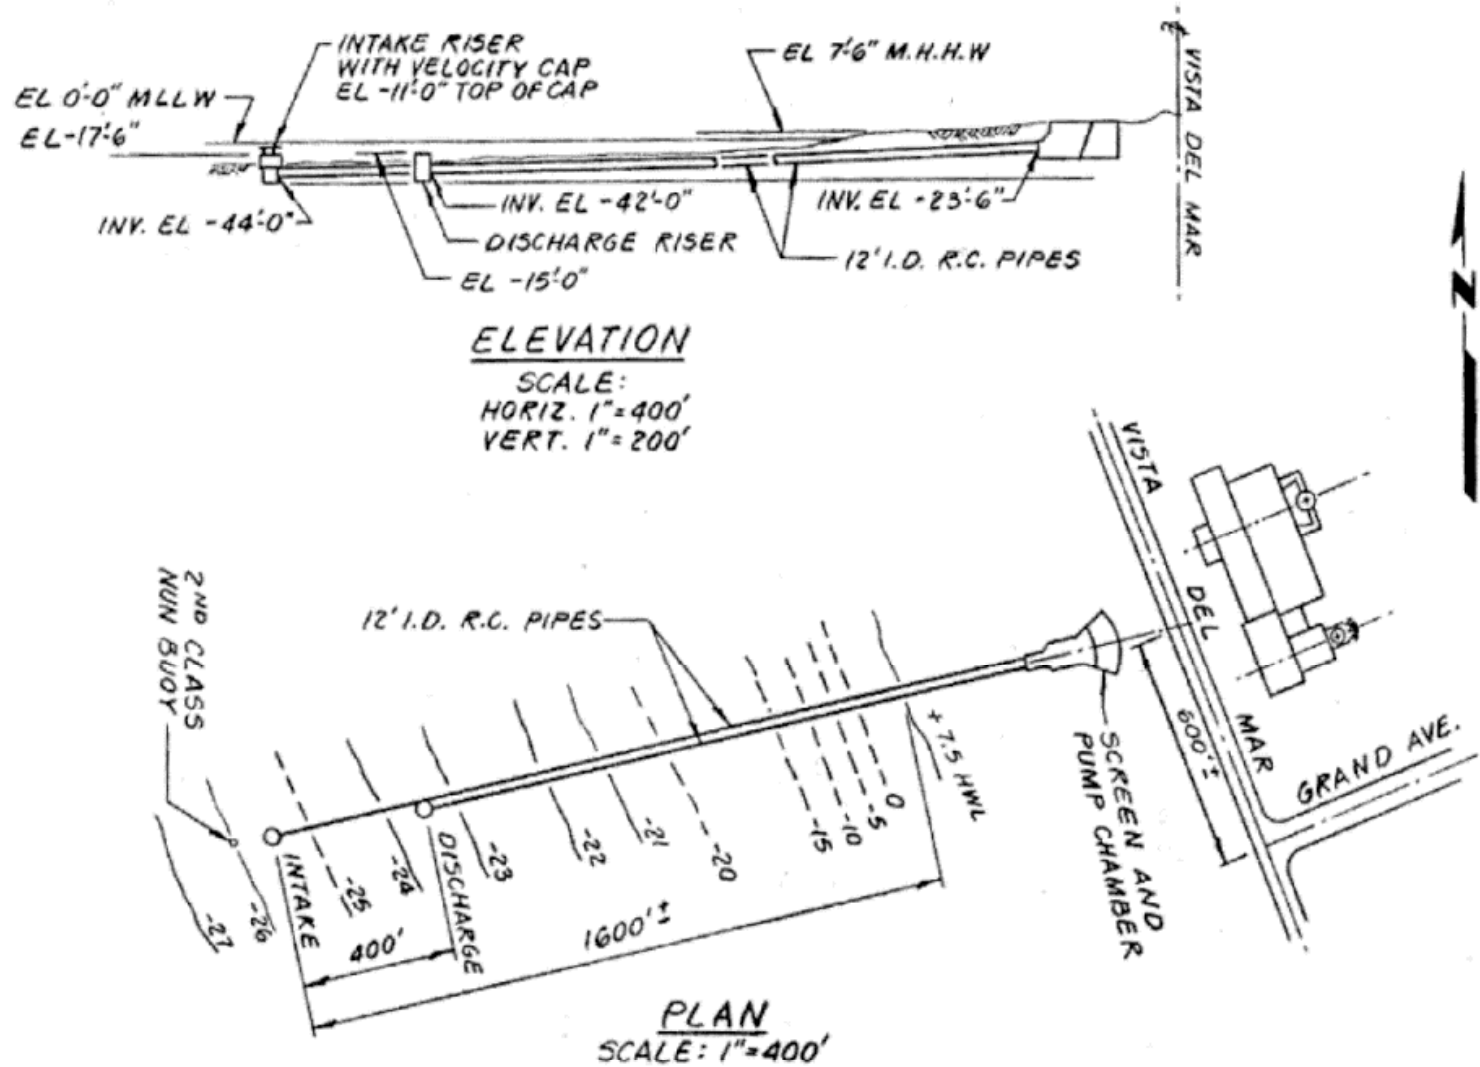 INTAKE RISER
WITH VELOCITY CAP
EL -11'-0" TOP OF CAP
EL 7'-6" M.H.H.W
EL 0'-0" MLLW
EL-17'-6"
VISTA DEL MAR
INV. EL -44'-0"
INV. EL -42'-0"
INV. EL -23'-6"
DISCHARGE RISER
12' I.D. R.C. PIPES
EL -15'-0"
ELEVATION
SCALE:
HORIZ. 1"=400'
VERT. 1"=200'
N
VISTA
DEL
MAR
2ND CLASS
NUN BUOY
12' I.D. R.C. PIPES
600'±
GRAND AVE.
+7.5 HWL
SCREEN AND
PUMP CHAMBER
0
-5
-10
-15
-20
-21
-22
-23
-24
-25
-26
-27
INTAKE
DISCHARGE
400'
1600'±
PLAN
SCALE: 1"=400'